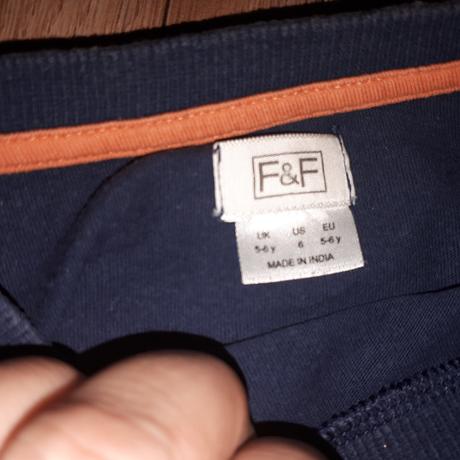 F&F
UK US EU
5-6 y 6 5-6 y
MADE IN INDIA